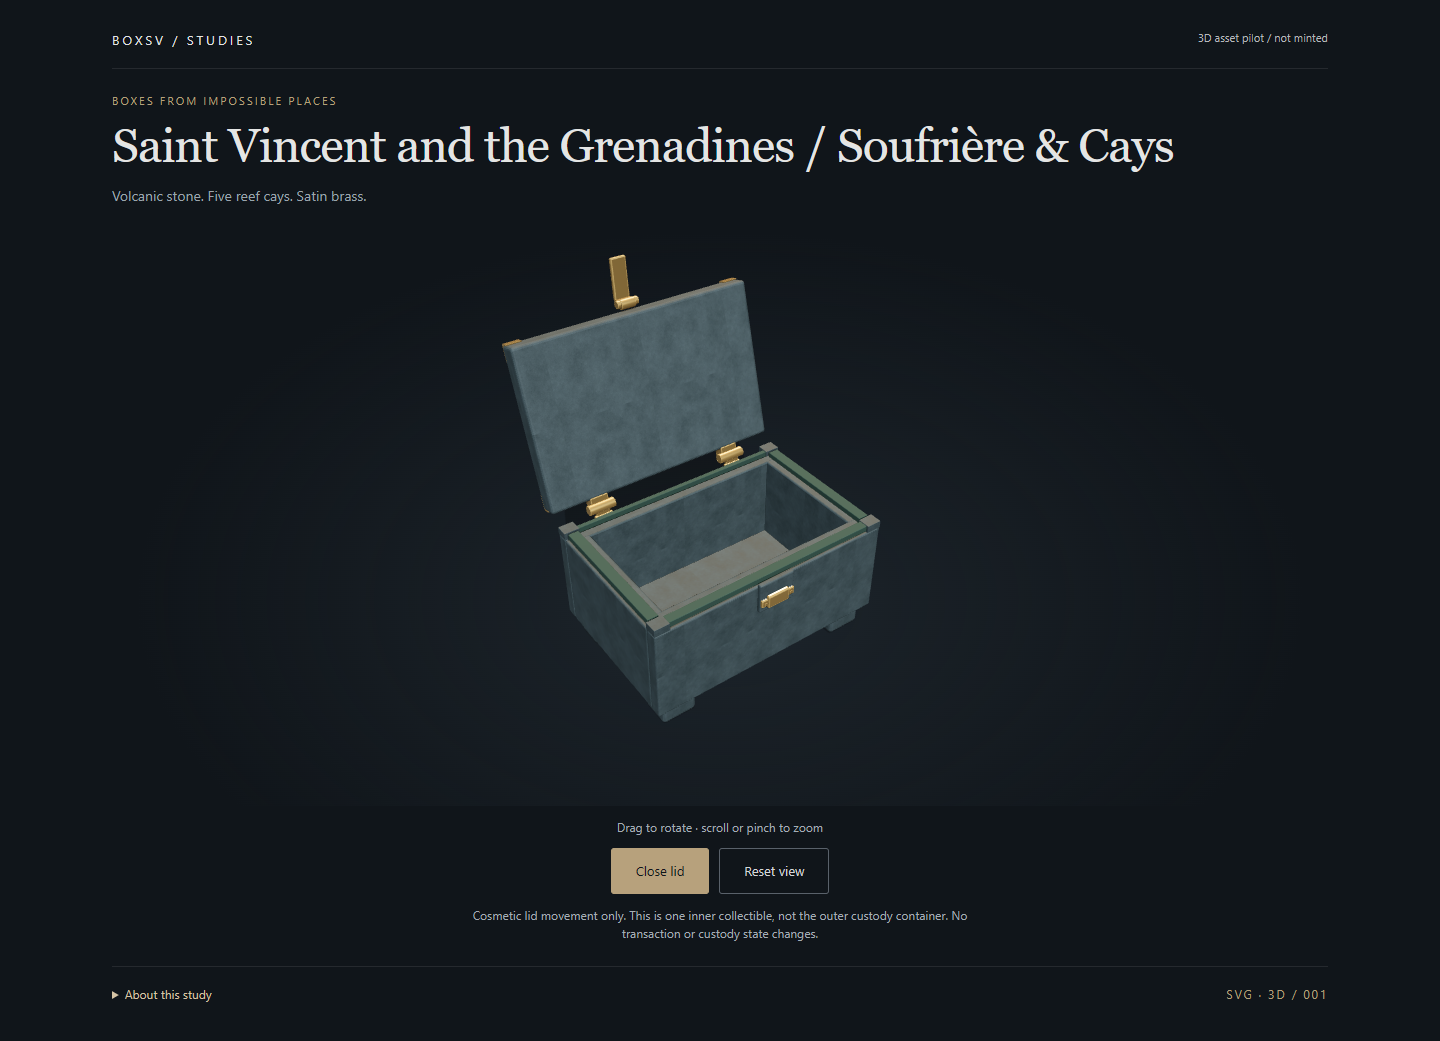 BOXSV / STUDIES
3D asset pilot / not minted
BOXES FROM IMPOSSIBLE PLACES
Saint Vincent and the Grenadines / Soufrière & Cays
Volcanic stone. Five reef cays. Satin brass.
Drag to rotate · scroll or pinch to zoom
Close lid
Reset view
Cosmetic lid movement only. This is one inner collectible, not the outer custody container. No
transaction or custody state changes.
About this study
SVG · 3D / 001